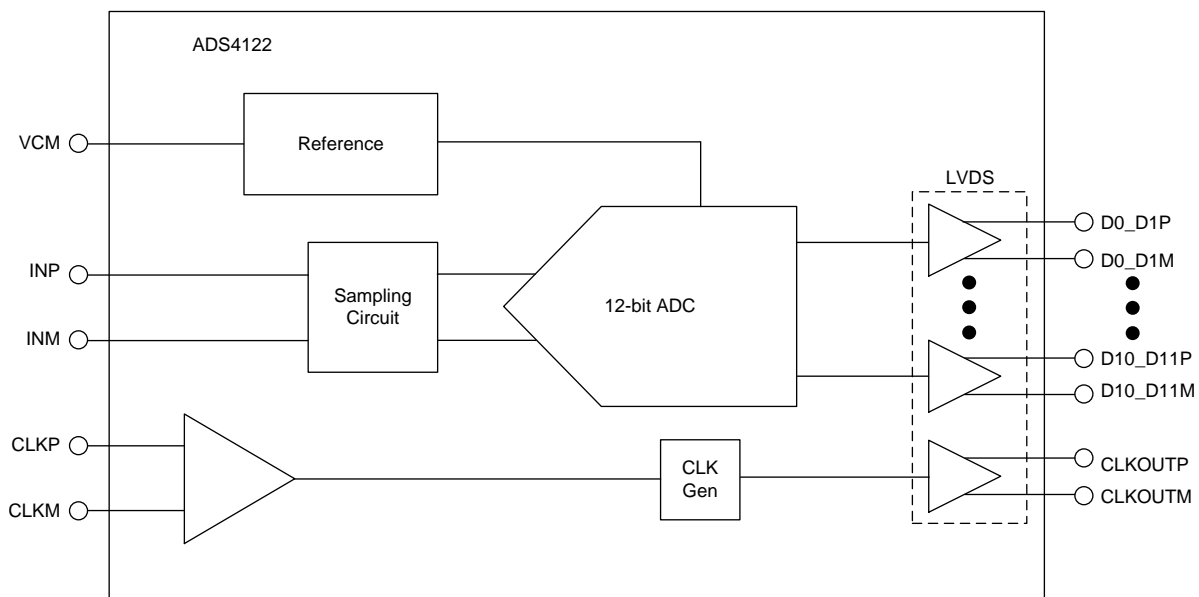 ADS4122
VCM
Reference
LVDS
D0_D1P
D0_D1M
INP
INM
Sampling
Circuit
12-bit ADC
D10_D11P
D10_D11M
CLKP
CLKM
CLK
Gen
CLKOUTP
CLKOUTM